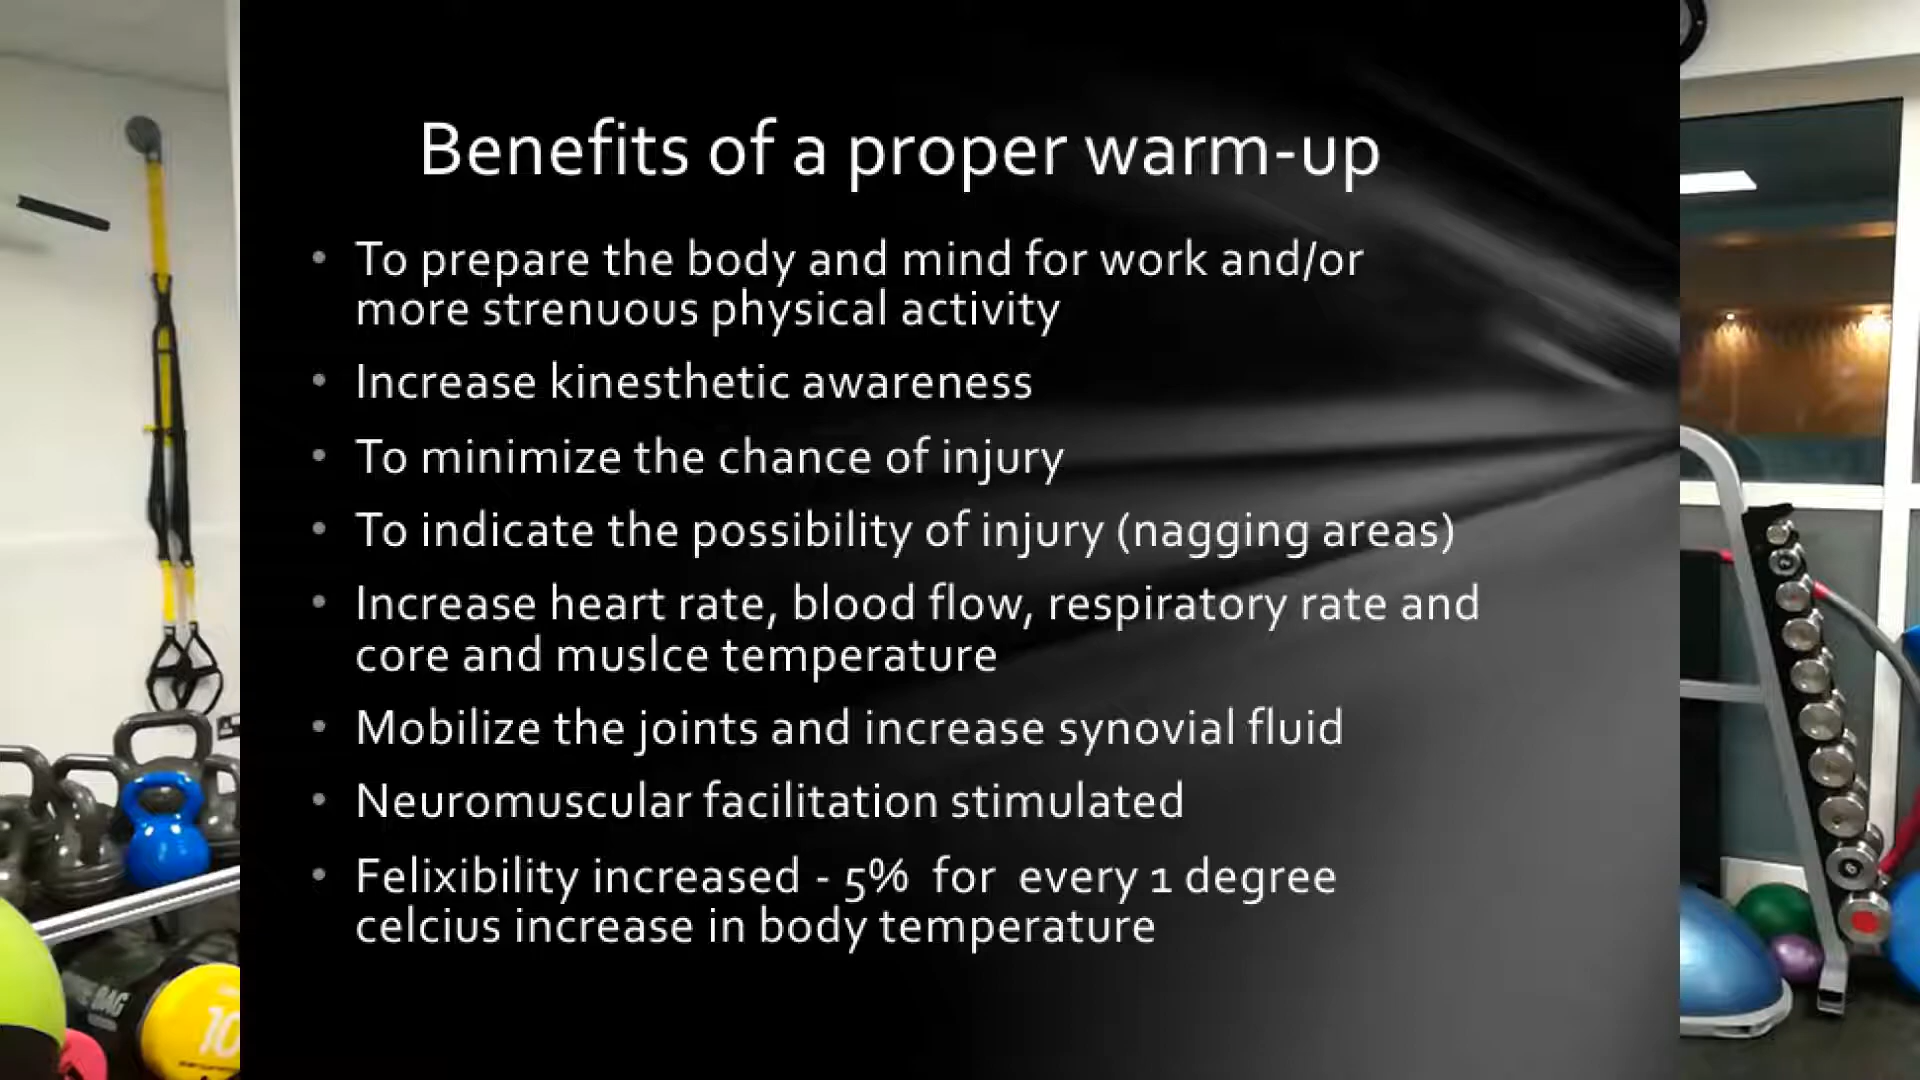 Benefits of a proper warm-up
• To prepare the body and mind for work and/or
more strenuous physical activity
• Increase kinesthetic awareness
• To minimize the chance of injury
• To indicate the possibility of injury (nagging areas)
• Increase heart rate, blood flow, respiratory rate and
core and muslce temperature
• Mobilize the joints and increase synovial fluid
• Neuromuscular facilitation stimulated
• Felixibility increased - 5% for every 1 degree
celcius increase in body temperature
BAG
10